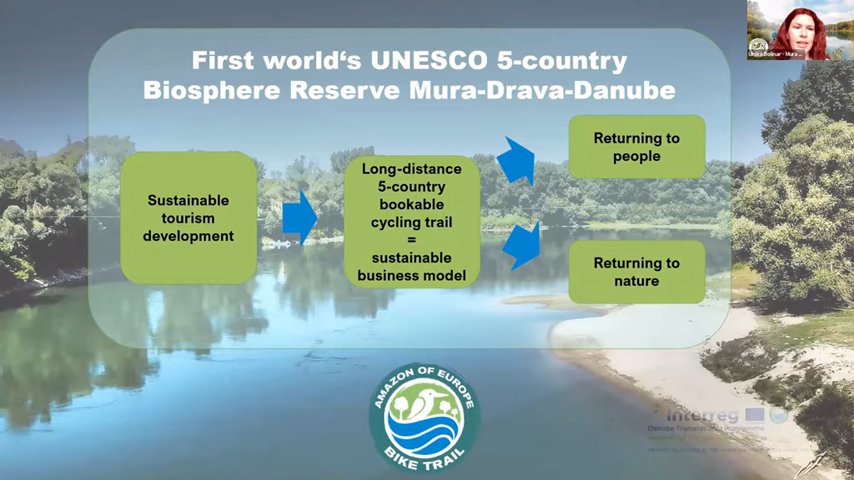 First world‘s UNESCO 5-country
Biosphere Reserve Mura-Drava-Danube
Sustainable
tourism
development
Long-distance
5-country
bookable
cycling trail
=
sustainable
business model
Returning to
people
Returning to
nature
AMAZON OF EUROPE
BIKE TRAIL
Interreg
Danube Transnational Programme